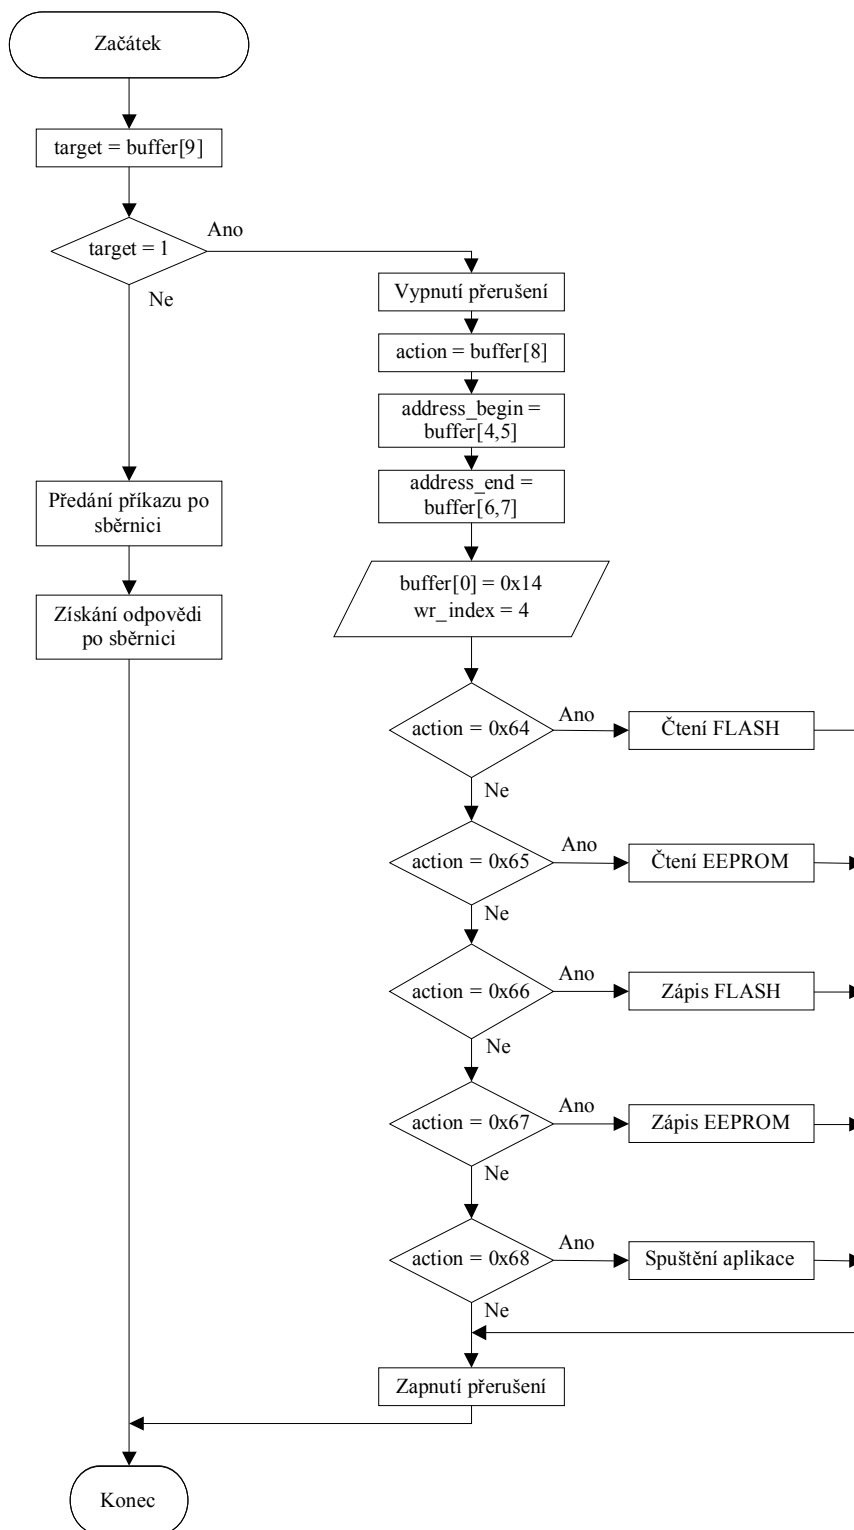 Začátek
target = buffer[9]
target = 1
Ano
Ne
Předání příkazu po
sběrnici
Získání odpovědi
po sběrnici
Vypnutí přerušení
action = buffer[8]
address_begin =
buffer[4,5]
address_end =
buffer[6,7]
buffer[0] = 0x14
wr_index = 4
action = 0x64
Ano
Čtení FLASH
Ne
action = 0x65
Ano
Čtení EEPROM
Ne
action = 0x66
Ano
Zápis FLASH
Ne
action = 0x67
Ano
Zápis EEPROM
Ne
action = 0x68
Ano
Spuštění aplikace
Ne
Zapnutí přerušení
Konec